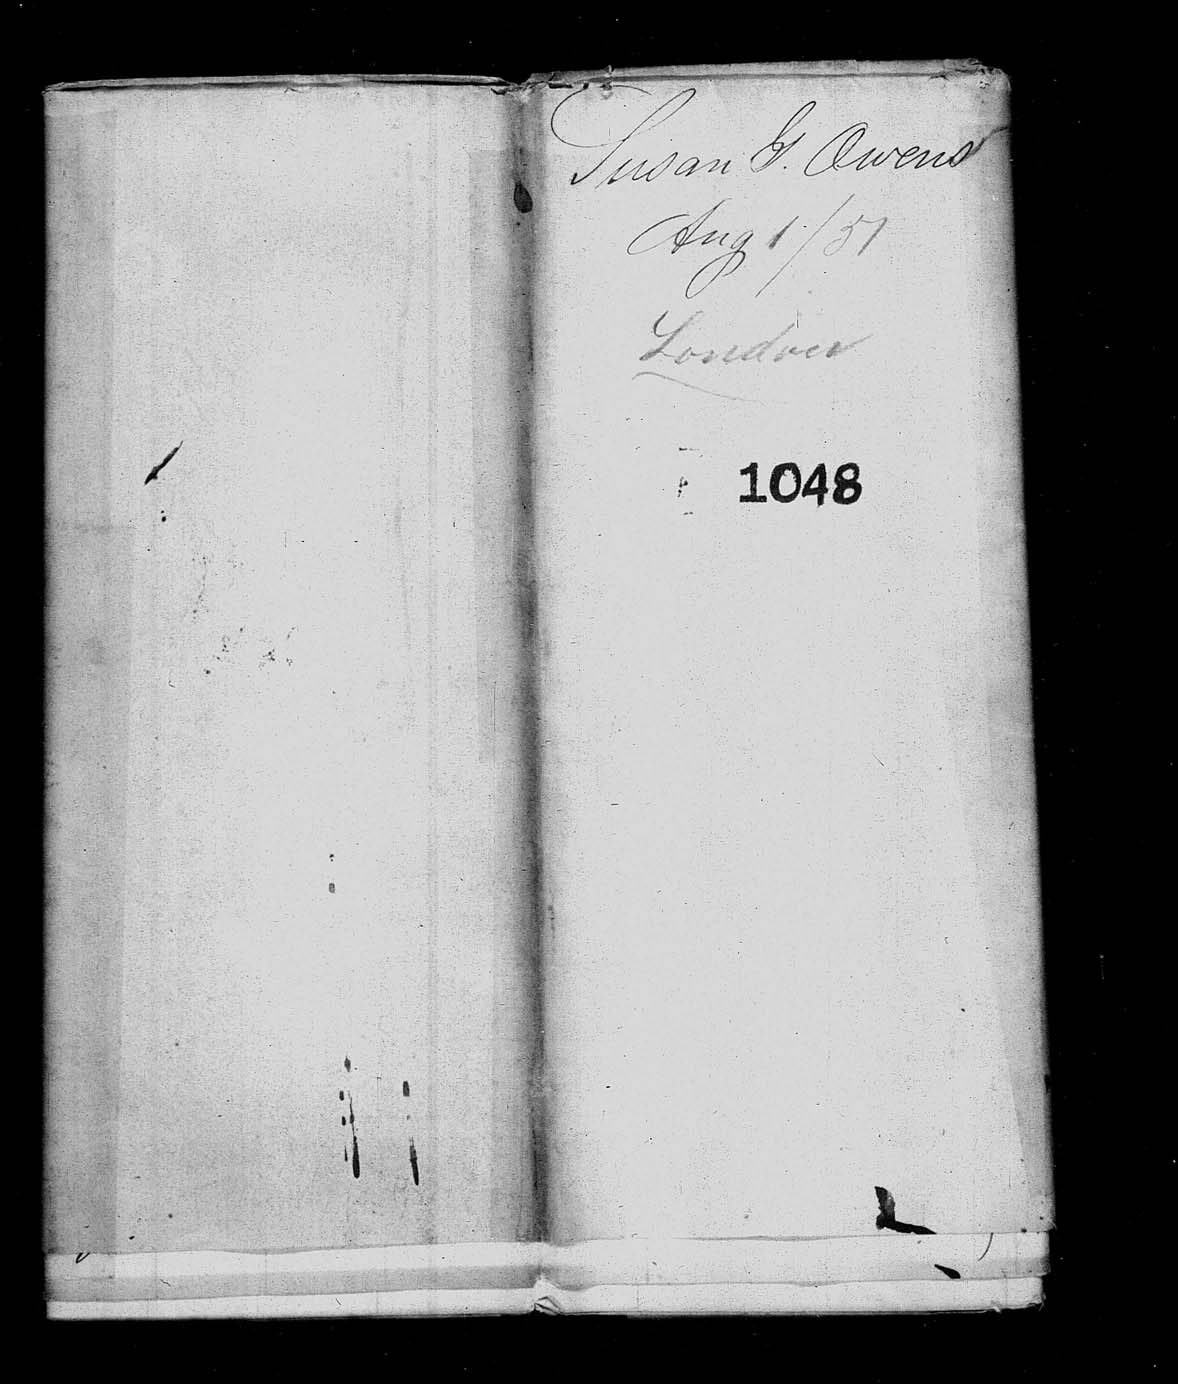 Susan G. Owens
Aug 1/51
London
1048